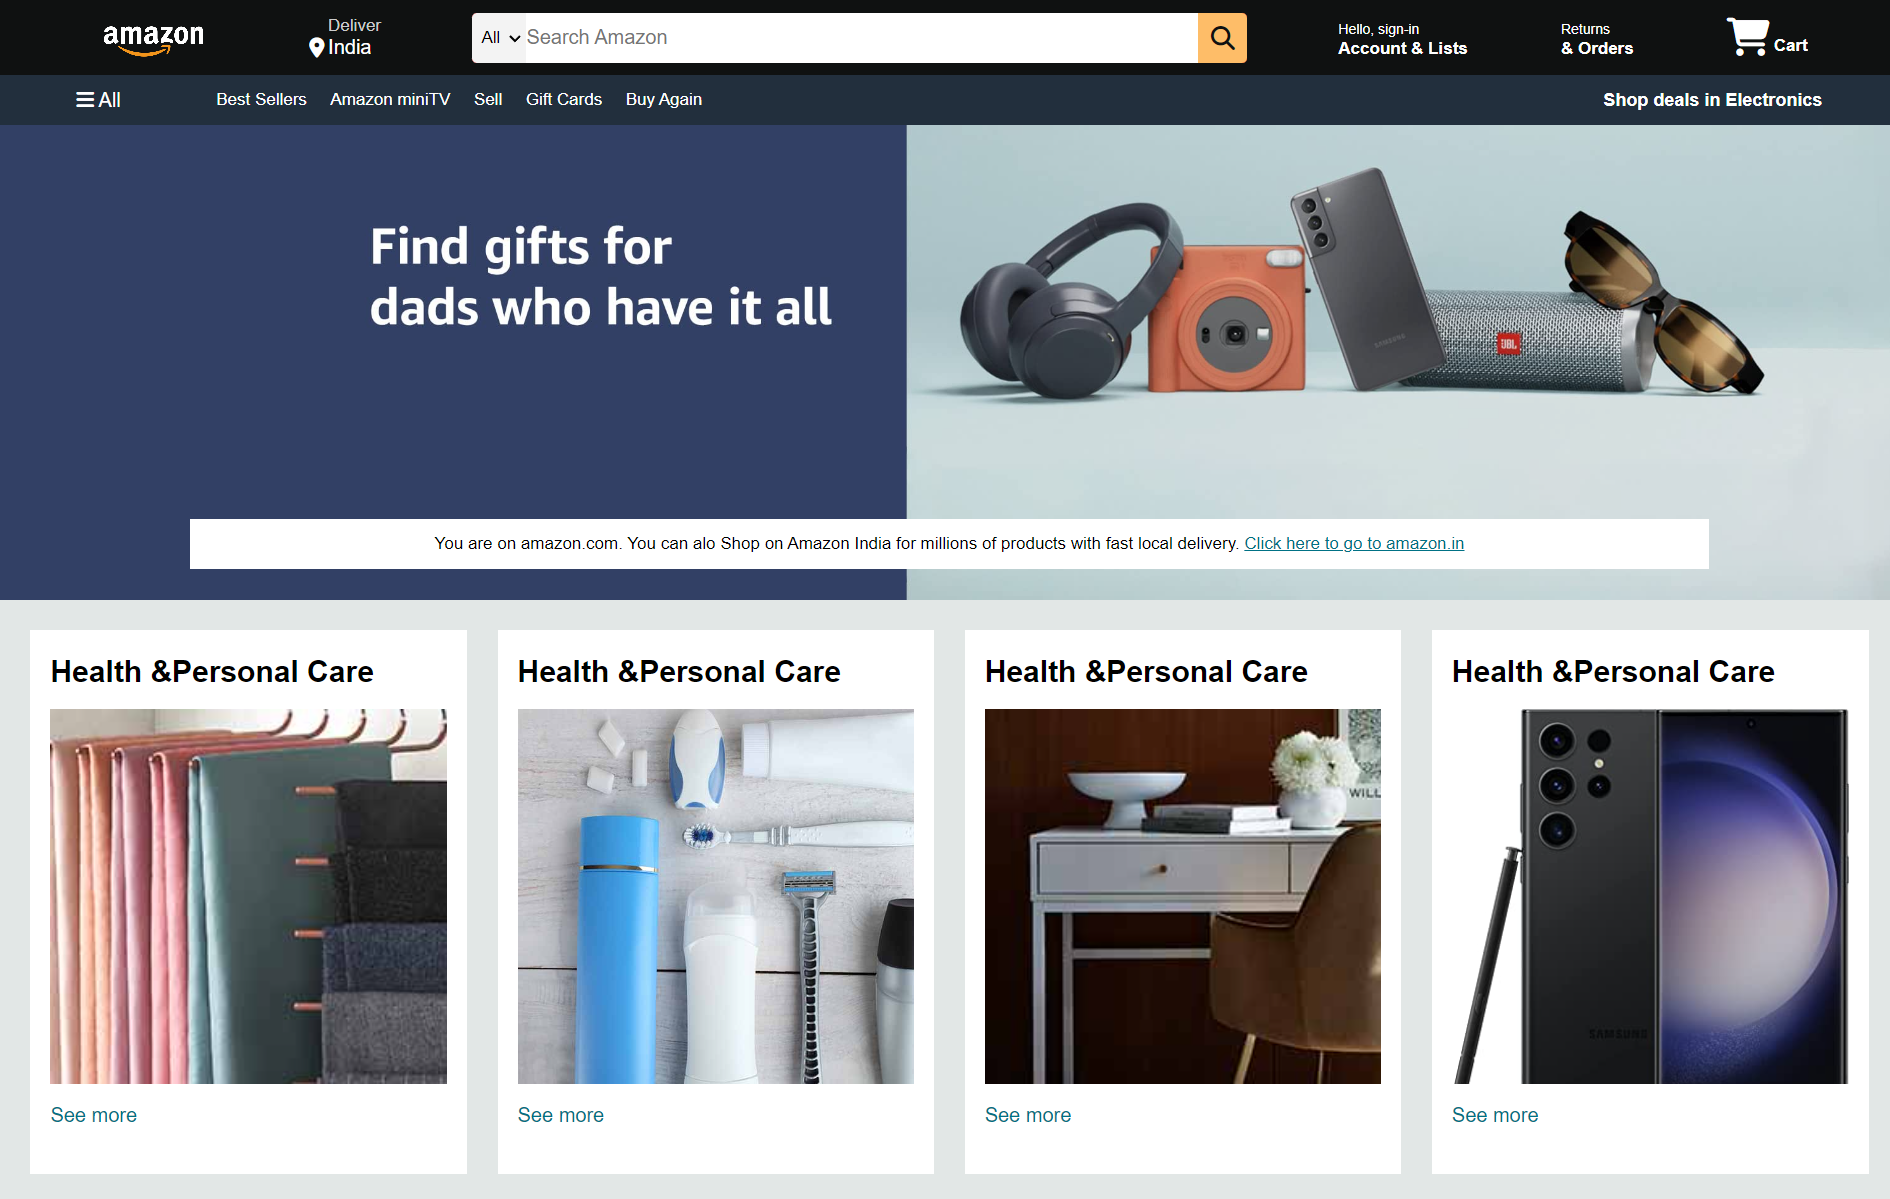 amazon
Deliver
India
All
Search Amazon
Hello, sign-in
Account & Lists
Returns
& Orders
Cart
All
Best Sellers
Amazon miniTV
Sell
Gift Cards
Buy Again
Shop deals in Electronics
Find gifts for
dads who have it all
SAMSUNG
JBL
You are on amazon.com. You can alo Shop on Amazon India for millions of products with fast local delivery. Click here to go to amazon.in
Health &Personal Care
Health &Personal Care
Health &Personal Care
Health &Personal Care
WILL
SAMSUNG
See more
See more
See more
See more